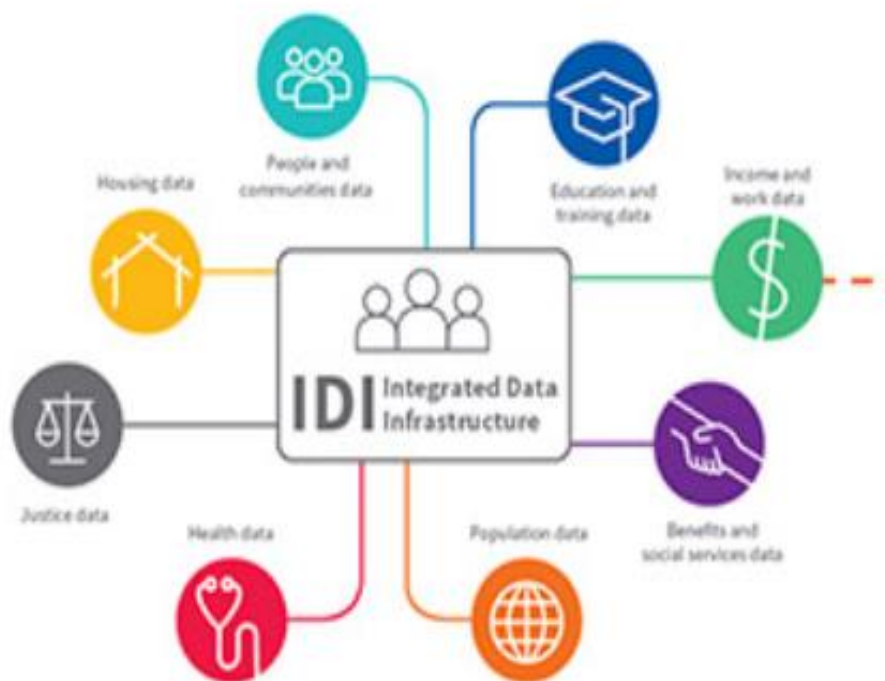 People and
communities data
Education and
training data
Housing data
Income and
work data
IDI Integrated Data
Infrastructure
Justice data
Benefits and
social services data
Health data
Population data